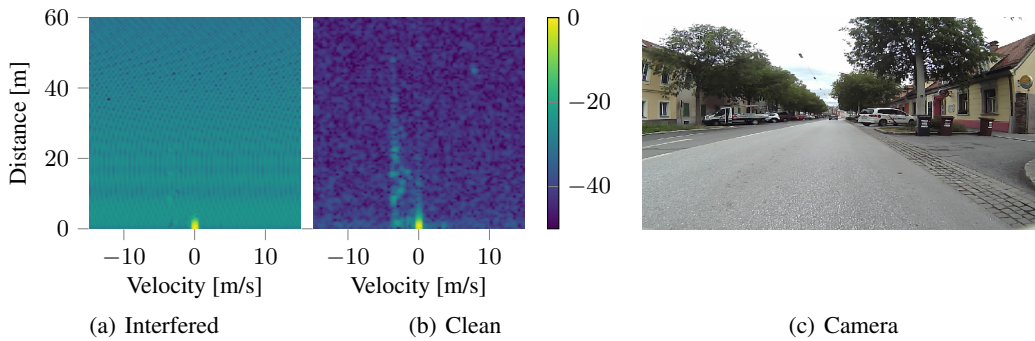 60
40
20
0
Distance [m]
−10
0
10
Velocity [m/s]
−10
0
10
Velocity [m/s]
0
−20
−40
(a) Interfered
(b) Clean
(c) Camera